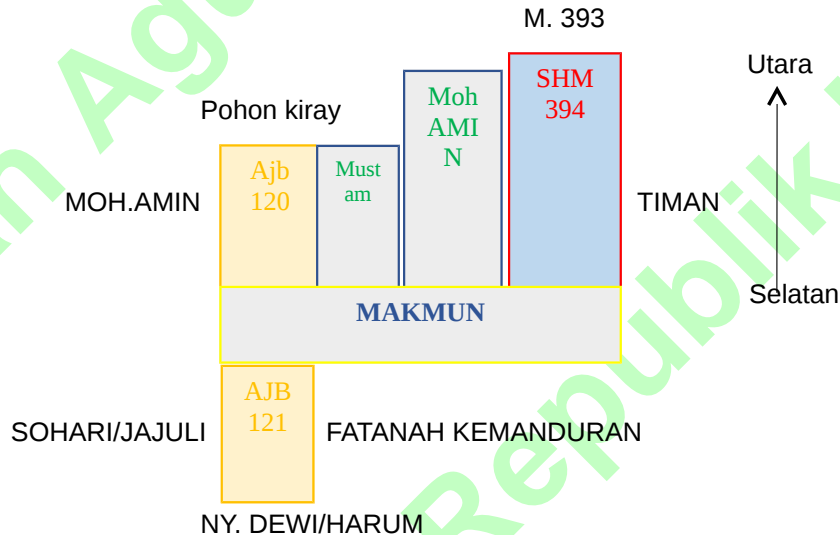 M. 393
Utara
Pohon kiray
SHM
394
Moh
AMI
N
Ajb
120
Must
am
MOH.AMIN
TIMAN
Selatan
MAKMUN
AJB
121
SOHARI/JAJULI
FATANAH KEMANDURAN
NY. DEWI/HARUM
Republik